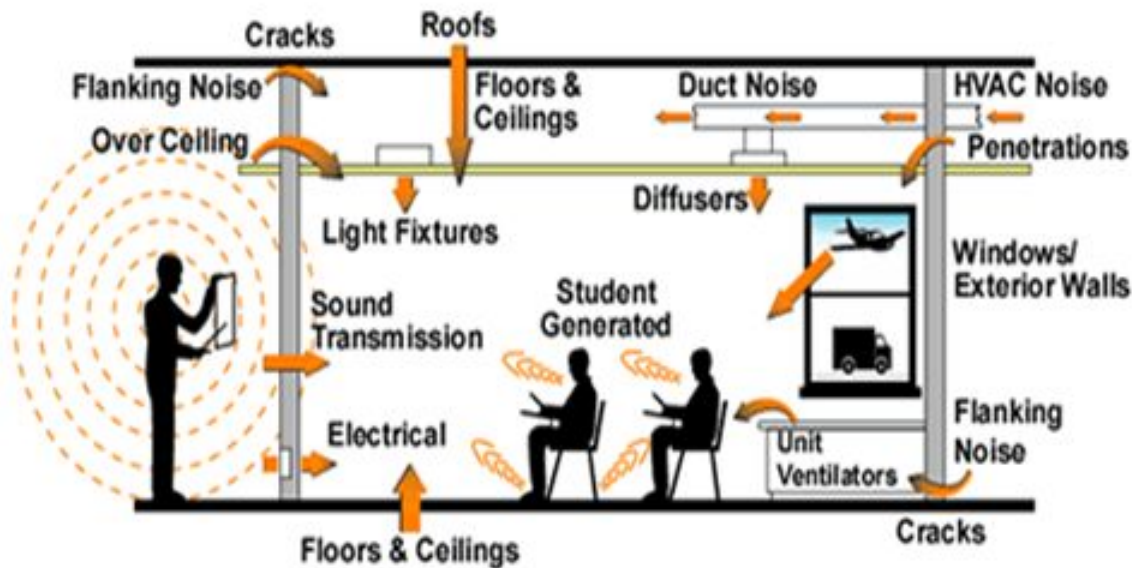 Cracks
Roofs
Flanking Noise
Floors &
Ceilings
Duct Noise
HVAC Noise
Over Ceiling
Penetrations
Light Fixtures
Diffusers
Windows/
Exterior Walls
Sound
Transmission
Student
Generated
Electrical
Unit
Ventilators
Flanking
Noise
Floors & Ceilings
Cracks